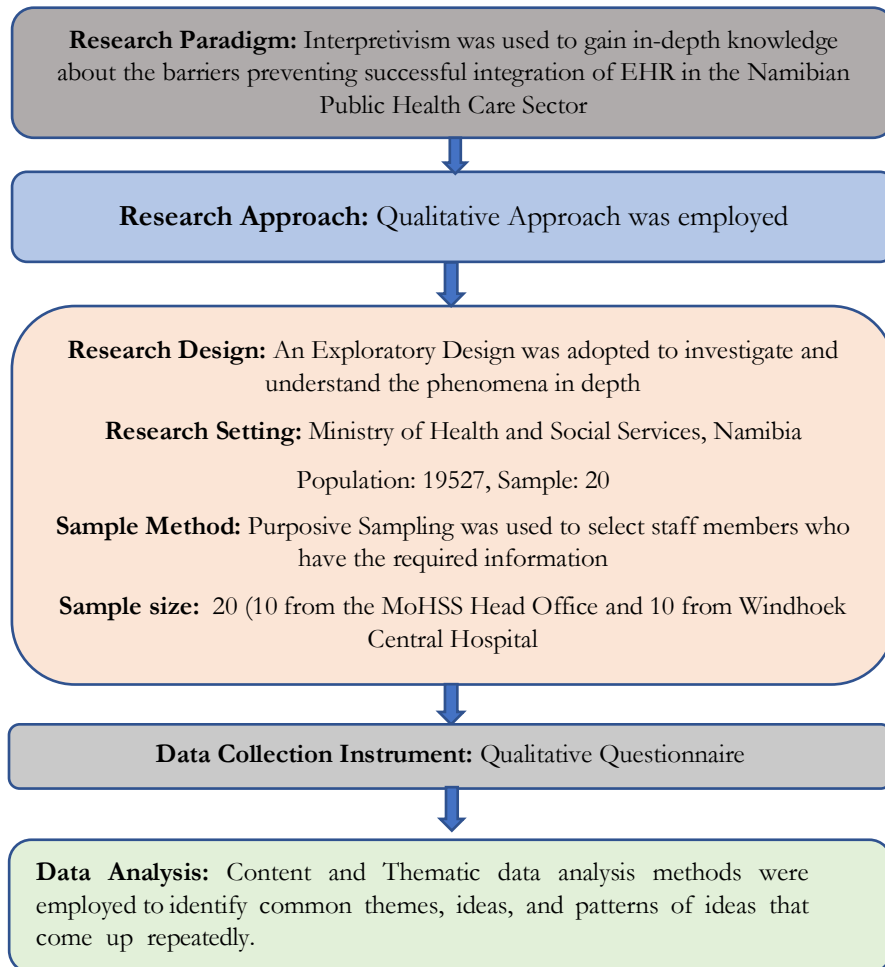 Research Paradigm: Interpretivism was used to gain in-depth knowledge
about the barriers preventing successful integration of EHR in the Namibian
Public Health Care Sector
Research Approach: Qualitative Approach was employed
Research Design: An Exploratory Design was adopted to investigate and
understand the phenomena in depth
Research Setting: Ministry of Health and Social Services, Namibia
Population: 19527, Sample: 20
Sample Method: Purposive Sampling was used to select staff members who
have the required information
Sample size: 20 (10 from the MoHSS Head Office and 10 from Windhoek
Central Hospital
Data Collection Instrument: Qualitative Questionnaire
Data Analysis: Content and Thematic data analysis methods were
employed to identify common themes, ideas, and patterns of ideas that
come up repeatedly.